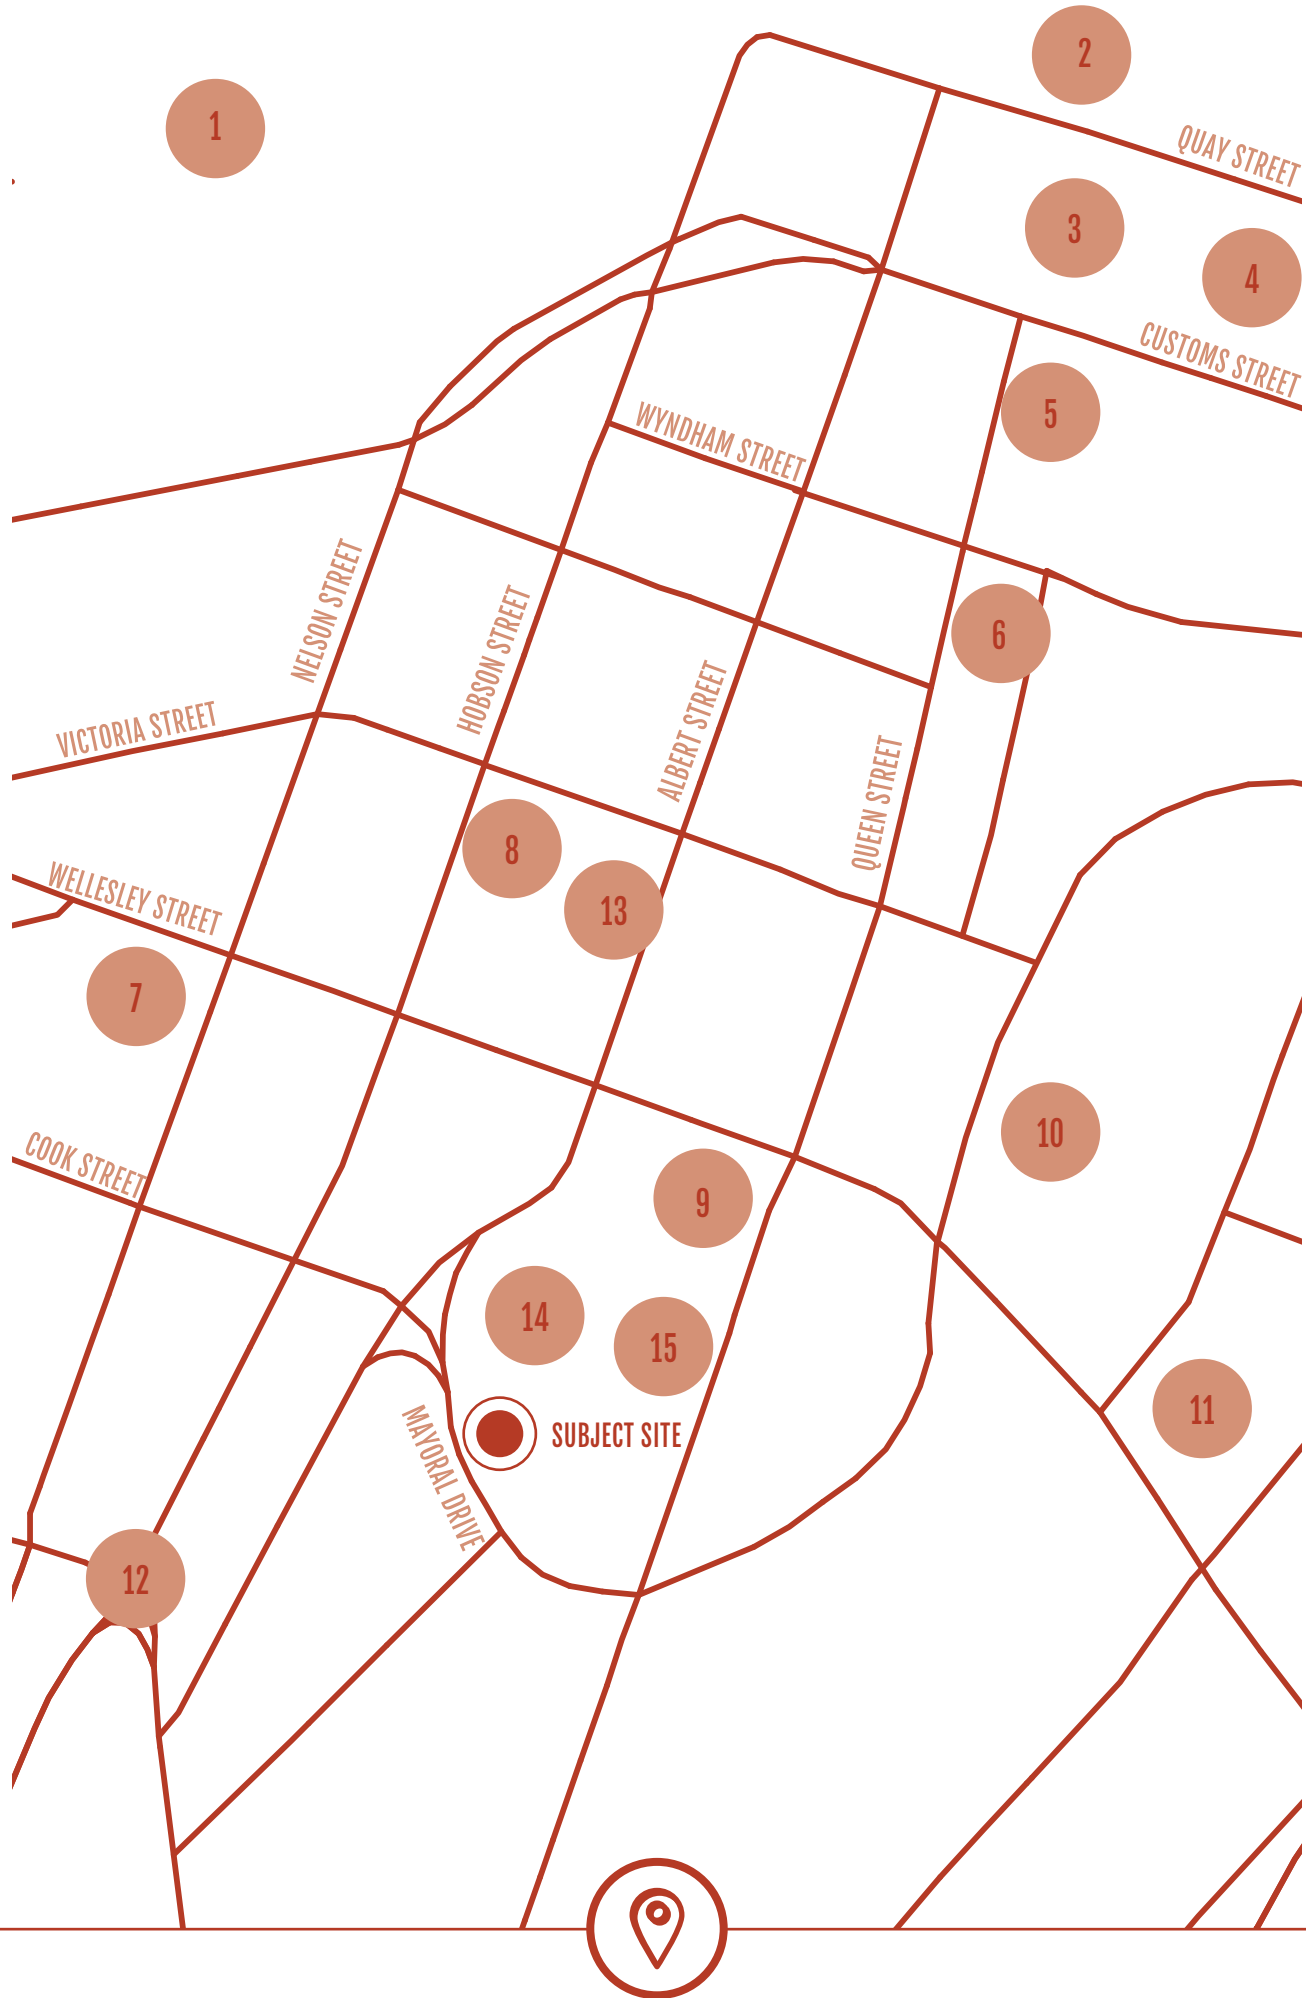 2
1
QUAY STREET
3
4
CUSTOMS STREET
5
WYNDHAM STREET
NELSON STREET
HOBSON STREET
6
ALBERT STREET
VICTORIA STREET
QUEEN STREET
8
WELLESLEY STREET
13
7
10
COOK STREET
9
14
15
11
MAYORAL DRIVE
SUBJECT SITE
12